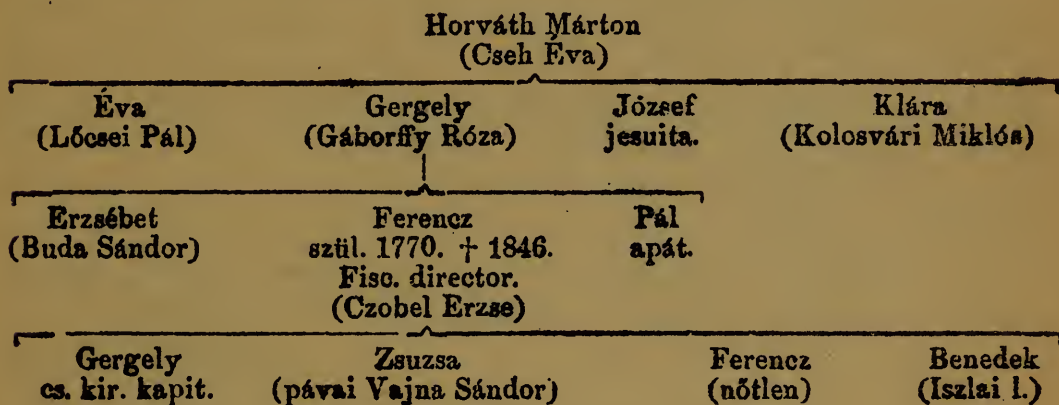 Horváth Márton
(Cseh Éva)
Éva Gergely József Klára
(Lőcsei Pál) (Gáborffy Róza) jesuita. (Kolosvári Miklós)
Erzsébet Ferencz Pál
(Buda Sándor) szül. 1770. † 1846. apát.
Fisc. director.
(Czobel Erzse)
Gergely Zsuzsa Ferencz Benedek
cs. kir. kapit. (pávai Vajna Sándor) (nőtlen) (Iszlai l.)